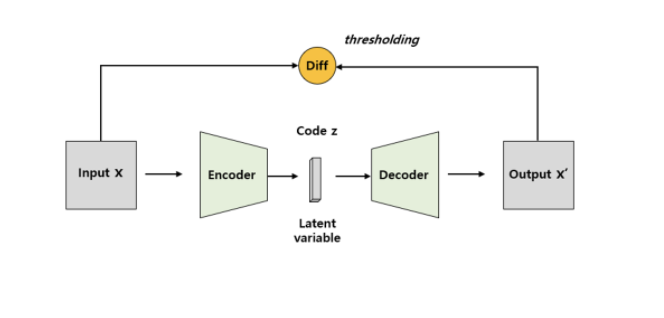 thresholding
Diff
Code z
Input x
Encoder
Decoder
Output x′
Latent
variable